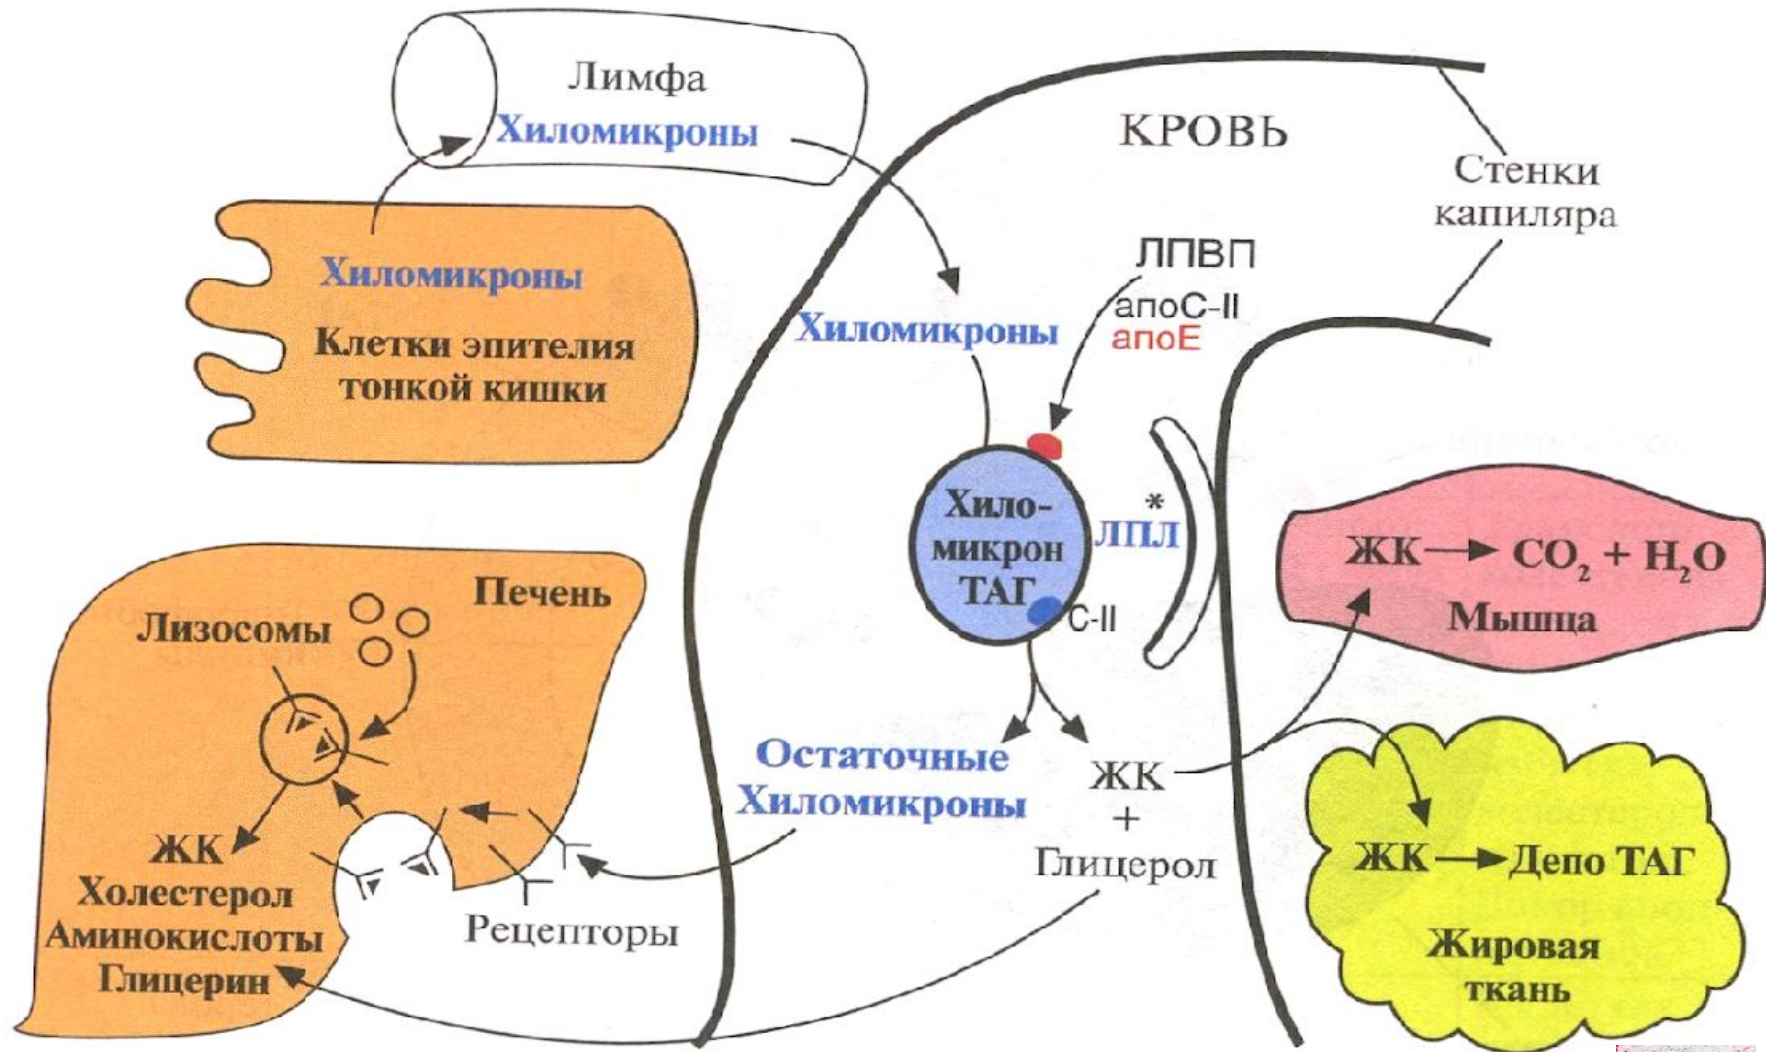 Лимфа
Хиломикроны
КРОВЬ
Стенки
капиляра
Хиломикроны
Клетки эпителия
тонкой кишки
ЛПВП
апоС-II
апоЕ
Хиломикроны
Хило-
микрон
ТАГ
*
ЛПЛ
С-II
ЖК → CO₂ + H₂O
Мышца
Печень
Лизосомы
Остаточные
Хиломикроны
ЖК
+
Глицерол
ЖК
Холестерол
Аминокислоты
Глицерин
Рецепторы
ЖК → Депо ТАГ
Жировая
ткань